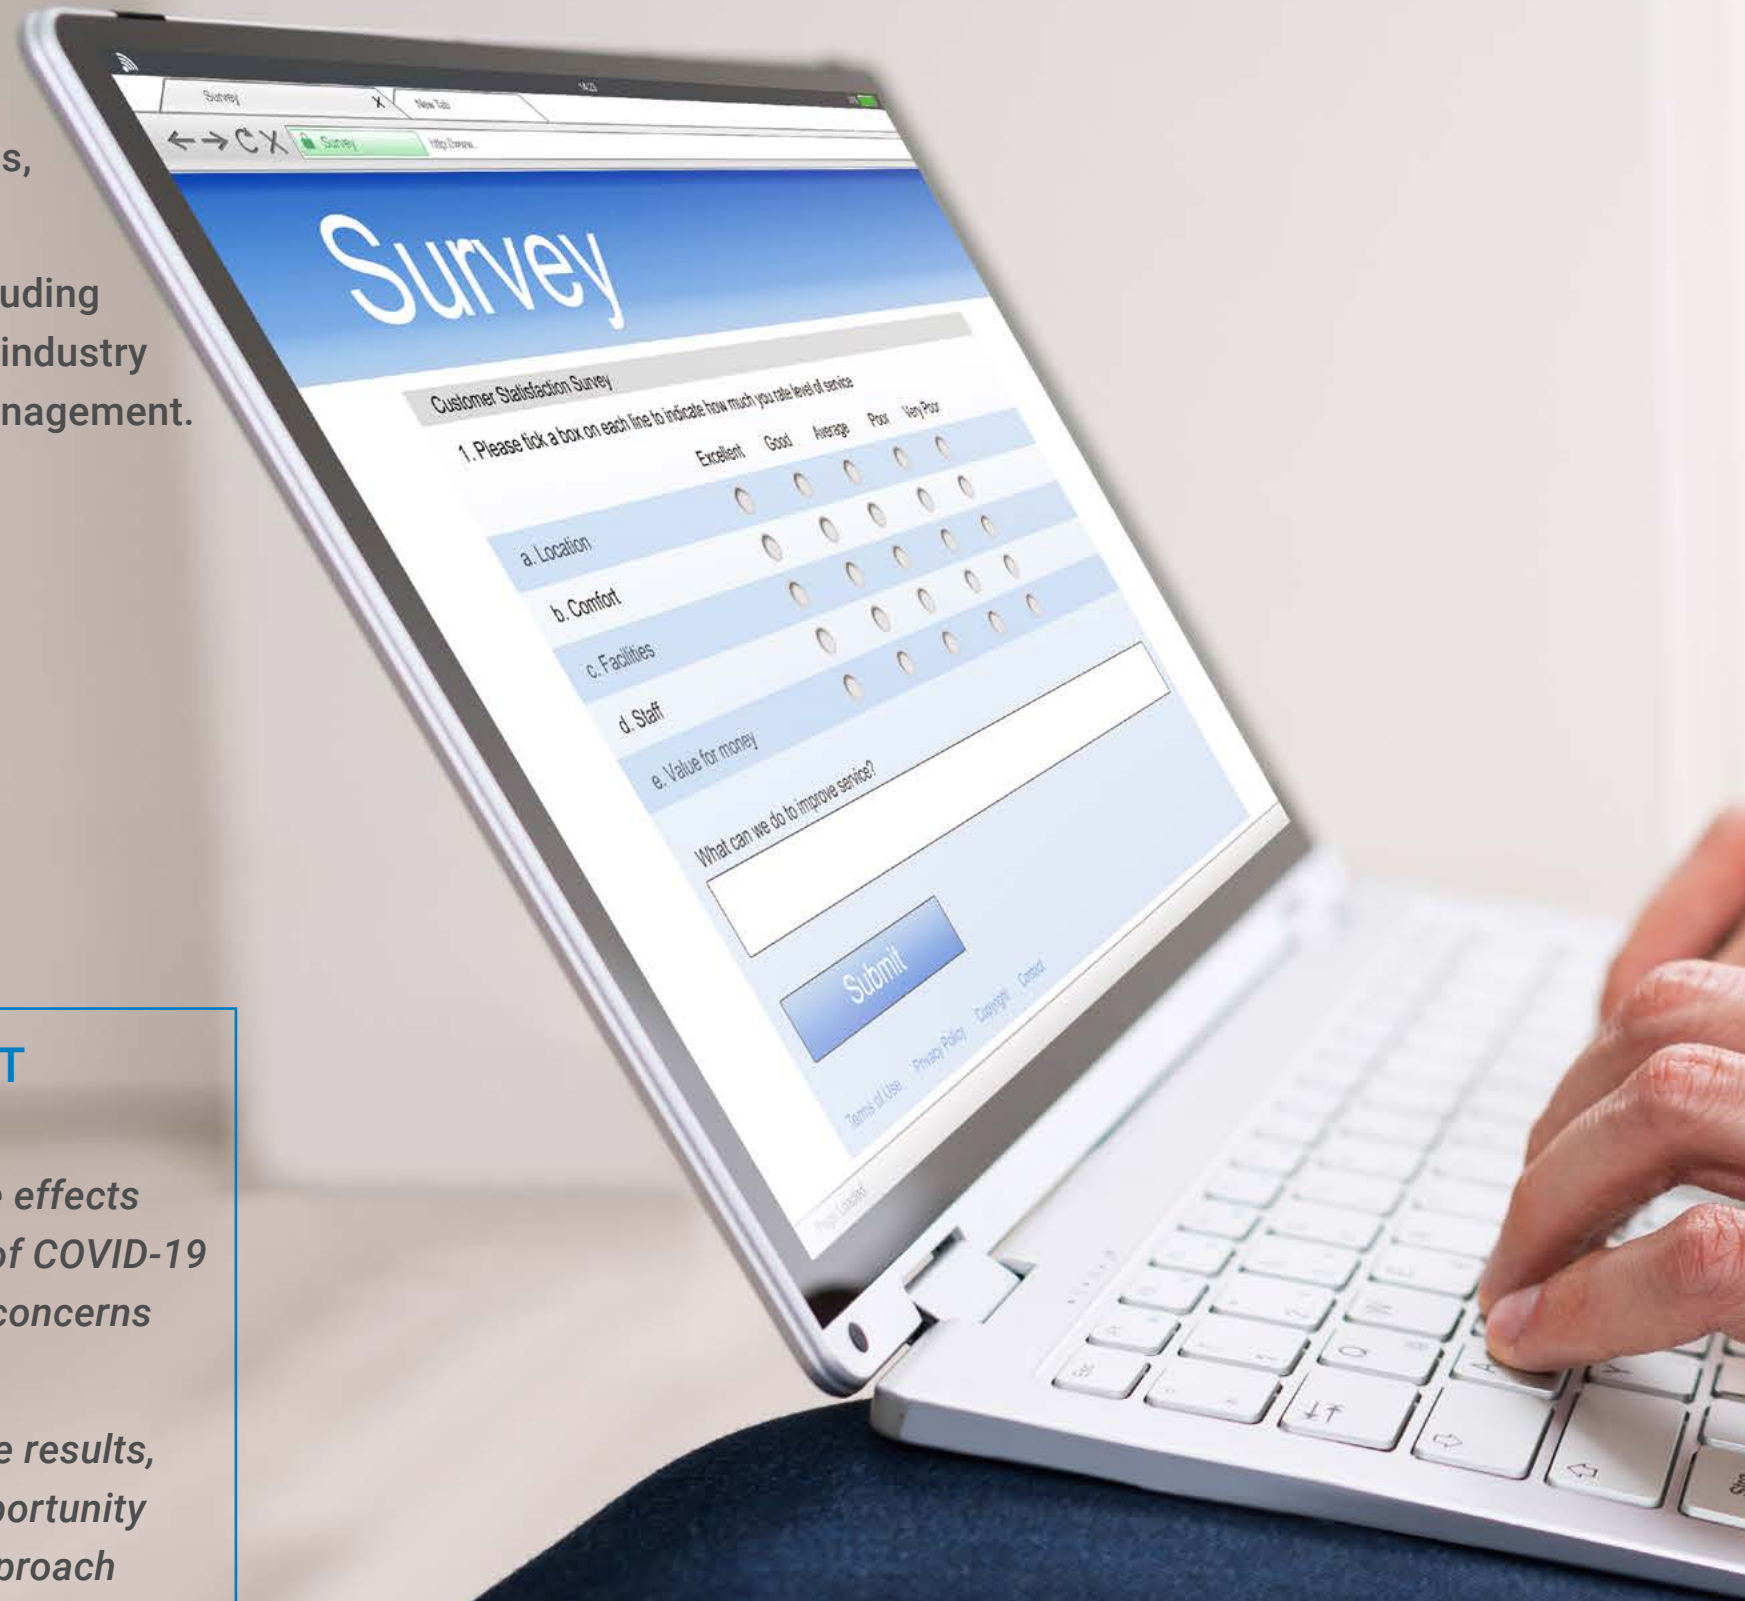 s,
uding
industry
nagement.
T
e effects
of COVID-19
concerns
e results,
portunity
proach
Survey X New Tab
Survey
Survey
Customer Statisfaction Survey
1. Please tick a box on each line to indicate how much you rate level of service
Excellent Good Average Poor Very Poor
a. Location
b. Comfort
c. Facilities
d. Staff
e. Value for money
What can we do to improve service?
Submit
Terms of Use Privacy Policy Copyright Contact
Esc
Q
A